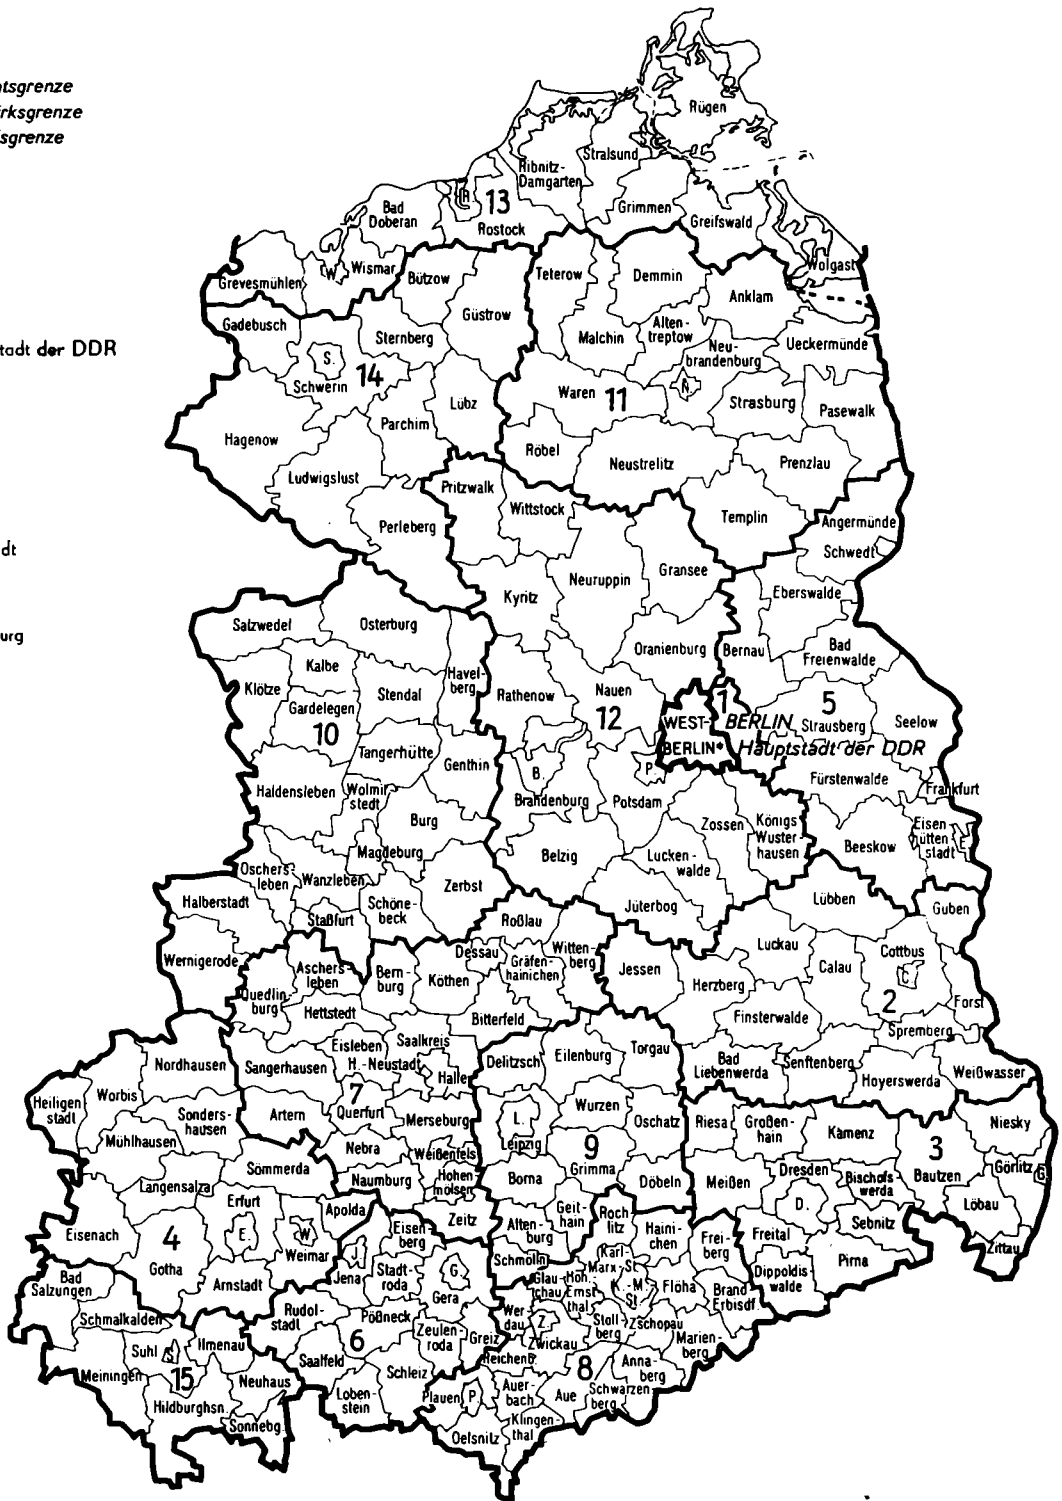 tsgrenze
rksgrenze
sgrenze
tadt der DDR
dt
urg
Rügen
Stralsund
Ribnitz-
Damgarten
Grimmen
Greifswald
R.
13
Rostock
Bad
Doberan
Wolgast
W.
Wismar
Grevesmühlen
Bützow
Teterow
Demmin
Anklam
Gadebusch
Güstrow
Sternberg
Malchin
Alten-
treptow
Neu-
brandenburg
Ueckermünde
S.
Schwerin
14
Waren
11
N.
Strasburg
Pasewalk
Lübz
Parchim
Hagenow
Röbel
Neustrelitz
Prenzlau
Ludwigslust
Pritzwalk
Wittstock
Templin
Angermünde
Perleberg
Schwedt
Neuruppin
Gransee
Kyritz
Eberswalde
Salzwedel
Osterburg
Oranienburg
Bernau
Bad
Freienwalde
Kalbe
Havel-
berg
Klötze
Stendal
Rathenow
Nauen
12
Gardelegen
10
WEST-
BERLIN*
1
BERLIN
Hauptstadt der DDR
5
Strausberg
Seelow
Tangerhütte
Genthin
B.
Brandenburg
P.
Potsdam
Fürstenwalde
Frankfurt
Haldensleben
Wolmir
stedt
Burg
Zossen
Königs
Wuster-
hausen
Beeskow
Eisen-
hütten
stadt
E.
Magdeburg
Belzig
Lucken-
walde
Oschers-
leben
Wanzleben
Zerbst
Halberstadt
Schöne-
beck
Jüterbog
Lübben
Guben
Staßfurt
Roßlau
Wernigerode
Aschers-
leben
Bern-
burg
Köthen
Dessau
Gräfen-
hainichen
Witten-
berg
Jessen
Luckau
Calau
Cottbus
C.
2
Herzberg
Quedlin-
burg
Hettstedt
Bitterfeld
Finsterwalde
Forst
Spremberg
Nordhausen
Sangerhausen
Eisleben
Saalkreis
H.-Neustadt
Halle
Delitzsch
Eilenburg
Torgau
Bad
Liebenwerda
Senftenberg
Hoyerswerda
Weißwasser
Heiligen
stadt
Worbis
Sonders-
hausen
Mühlhausen
Artern
7
Querfurt
Merseburg
L.
Leipzig
Wurzen
9
Grimma
Oschatz
Riesa
Großen-
hain
Kamenz
3
Bautzen
Niesky
Görlitz
G.
Sömmerda
Nebra
Weißenfels
Naumburg
Hohen
mölsen
Borna
Döbeln
Meißen
Dresden
D.
Bischofs-
werda
Löbau
Langensalza
Erfurt
E.
W.
Weimar
Apolda
Zeitz
Eisen-
berg
Alten-
burg
Geit-
hain
Roch
litz
Haini-
chen
Frei-
berg
Freital
Sebnitz
Zittau
Eisenach
4
Gotha
Arnstadt
J.
Jena
Stadt-
roda
G.
Gera
Schmölln
Karl-
Marx-St.
K.-M.
St.
Flöha
Brand
Erbisdf.
Dippoldis
walde
Pirna
Bad
Salzungen
Glau-
chau
Hoh.-
Ernst
thal
Schmalkalden
Rudol-
stadt
Pößneck
6
Zeulen-
roda
Greiz
Wer-
dau
Z.
Zwickau
Stoll
berg
Zschopau
Marien-
berg
Suhl
S.
15
Ilmenau
Saalfeld
Schleiz
Reichenb.
8
Anna-
berg
Meiningen
Neuhaus
Loben-
stein
Plauen
P.
Auer-
bach
Aue
Schwarzen
berg
Hildburghsn.
Sonnebg.
Oelsnitz
Klingen-
thal